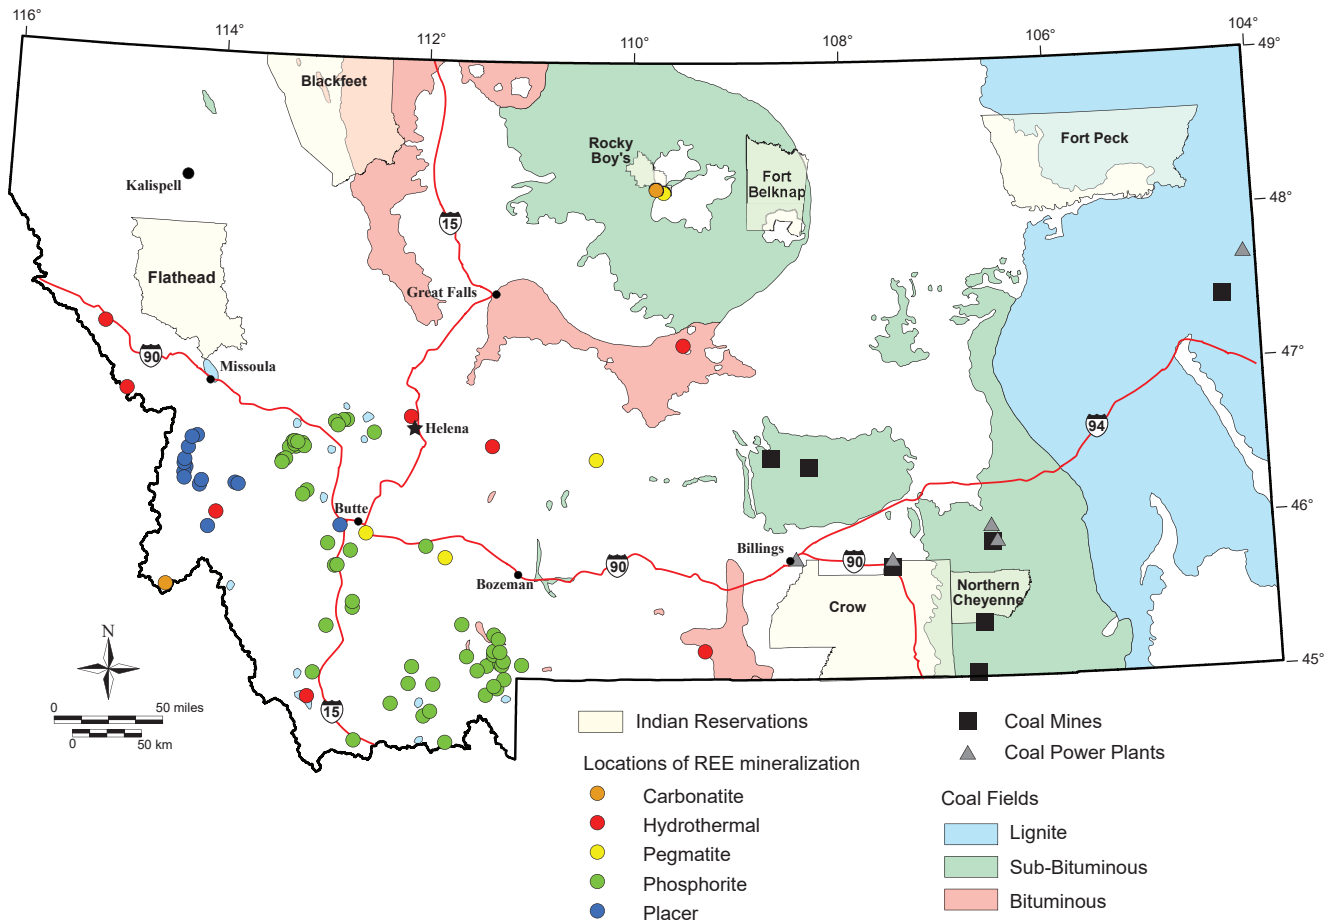 116°
114°
112°
110°
108°
106°
104°
49°
48°
47°
46°
45°
Blackfeet
Rocky
Boy's
Fort
Belknap
Fort Peck
Kalispell
15
Flathead
Great Falls
90
Missoula
94
Helena
Butte
Billings
90
90
Bozeman
Crow
Northern
Cheyenne
N
0 50 miles
0 50 km
15
Indian Reservations
Locations of REE mineralization
Carbonatite
Hydrothermal
Pegmatite
Phosphorite
Placer
Coal Mines
Coal Power Plants
Coal Fields
Lignite
Sub-Bituminous
Bituminous